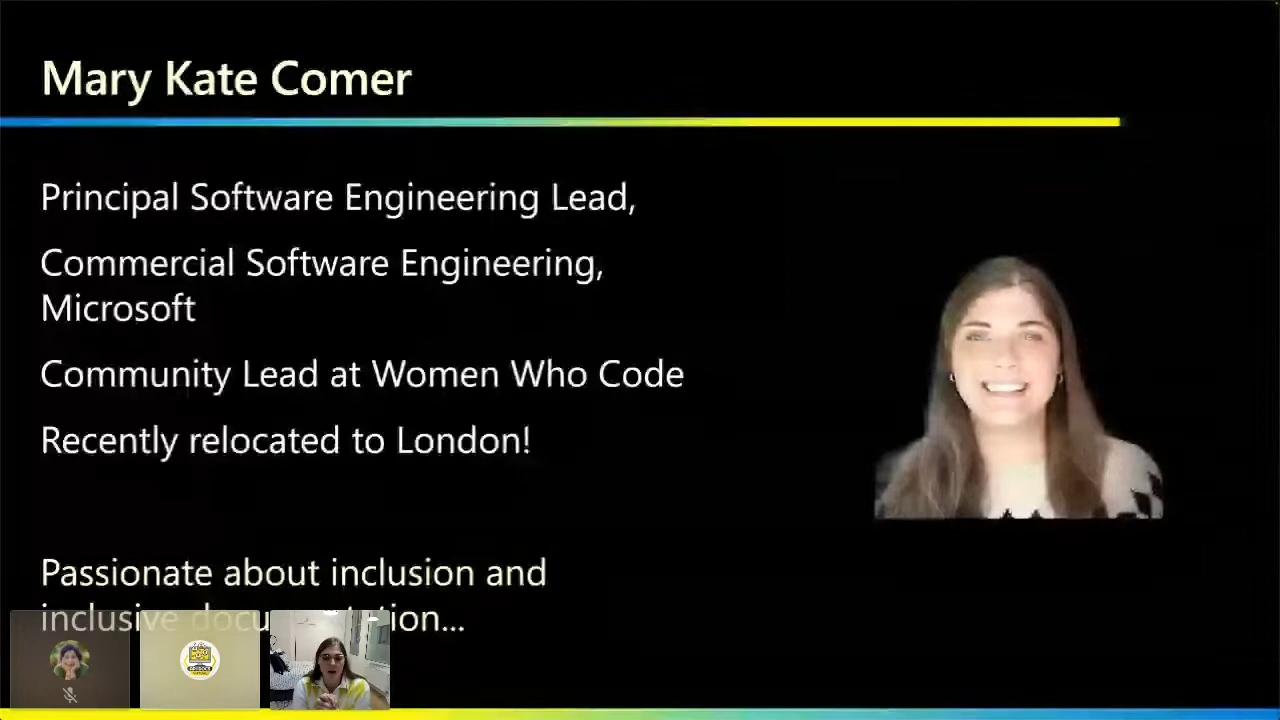 Mary Kate Comer
Principal Software Engineering Lead,
Commercial Software Engineering,
Microsoft
Community Lead at Women Who Code
Recently relocated to London!
Passionate about inclusion and
inclusive